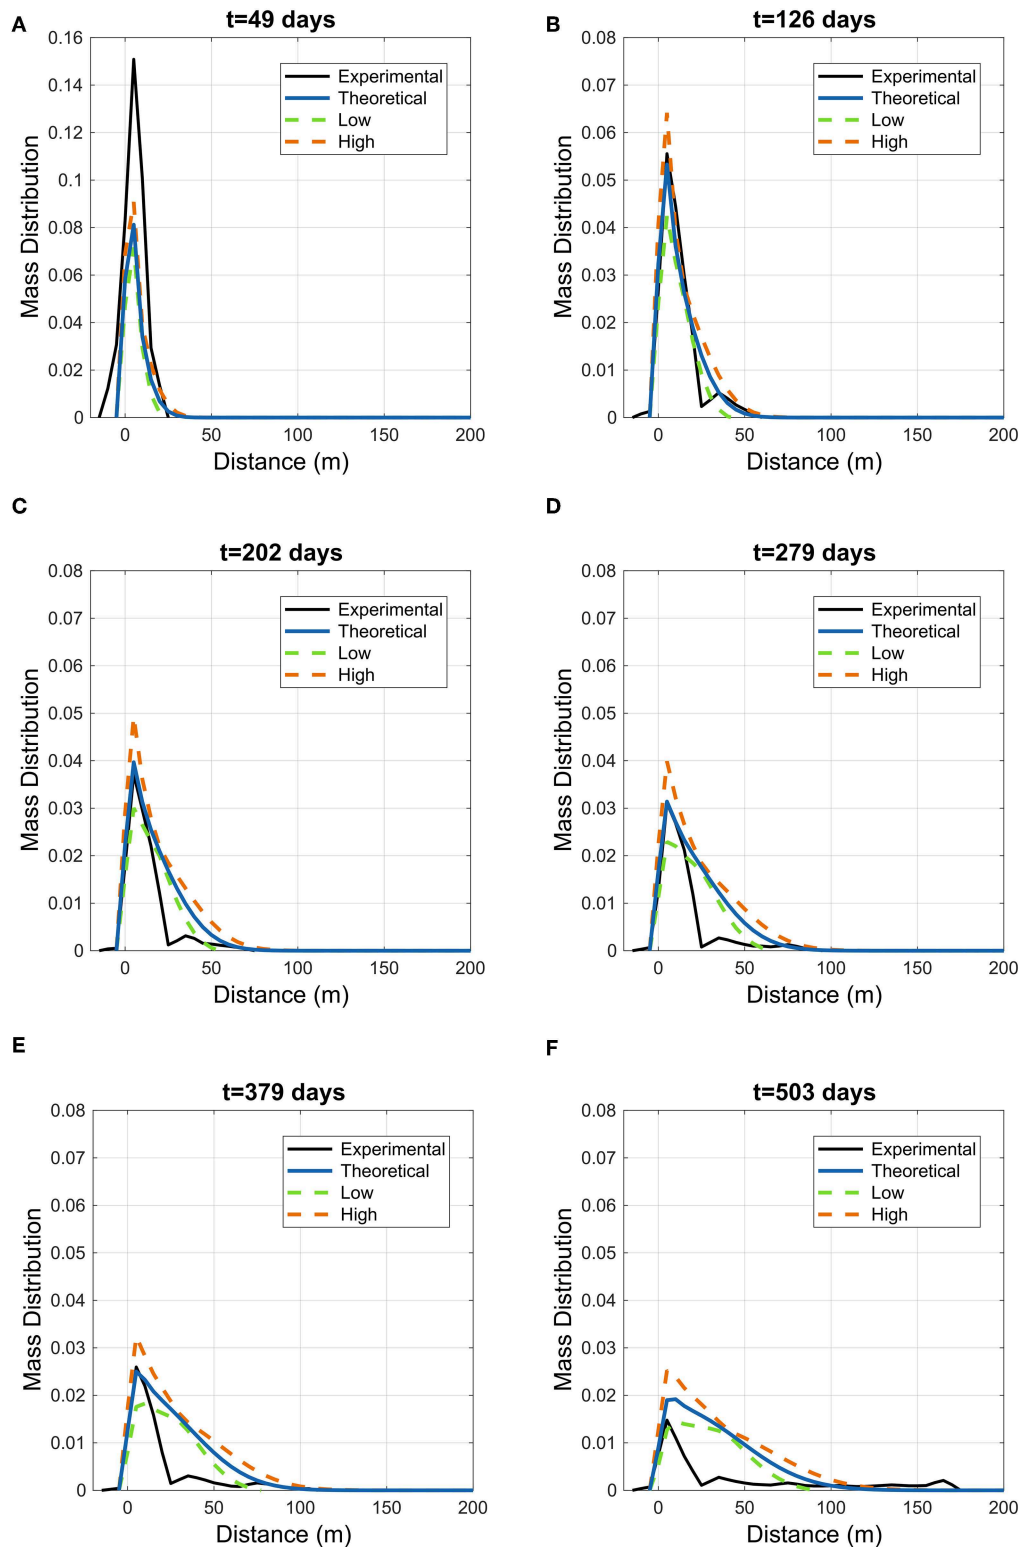 A
t=49 days
0.16
0.14
0.12
0.1
0.08
0.06
0.04
0.02
0
Mass Distribution
Experimental
Theoretical
Low
High
0 50 100 150 200
Distance (m)
B
t=126 days
0.08
0.07
0.06
0.05
0.04
0.03
0.02
0.01
0
Mass Distribution
Experimental
Theoretical
Low
High
0 50 100 150 200
Distance (m)
C
t=202 days
0.08
0.07
0.06
0.05
0.04
0.03
0.02
0.01
0
Mass Distribution
Experimental
Theoretical
Low
High
0 50 100 150 200
Distance (m)
D
t=279 days
0.08
0.07
0.06
0.05
0.04
0.03
0.02
0.01
0
Mass Distribution
Experimental
Theoretical
Low
High
0 50 100 150 200
Distance (m)
E
t=379 days
0.08
0.07
0.06
0.05
0.04
0.03
0.02
0.01
0
Mass Distribution
Experimental
Theoretical
Low
High
0 50 100 150 200
Distance (m)
F
t=503 days
0.08
0.07
0.06
0.05
0.04
0.03
0.02
0.01
0
Mass Distribution
Experimental
Theoretical
Low
High
0 50 100 150 200
Distance (m)